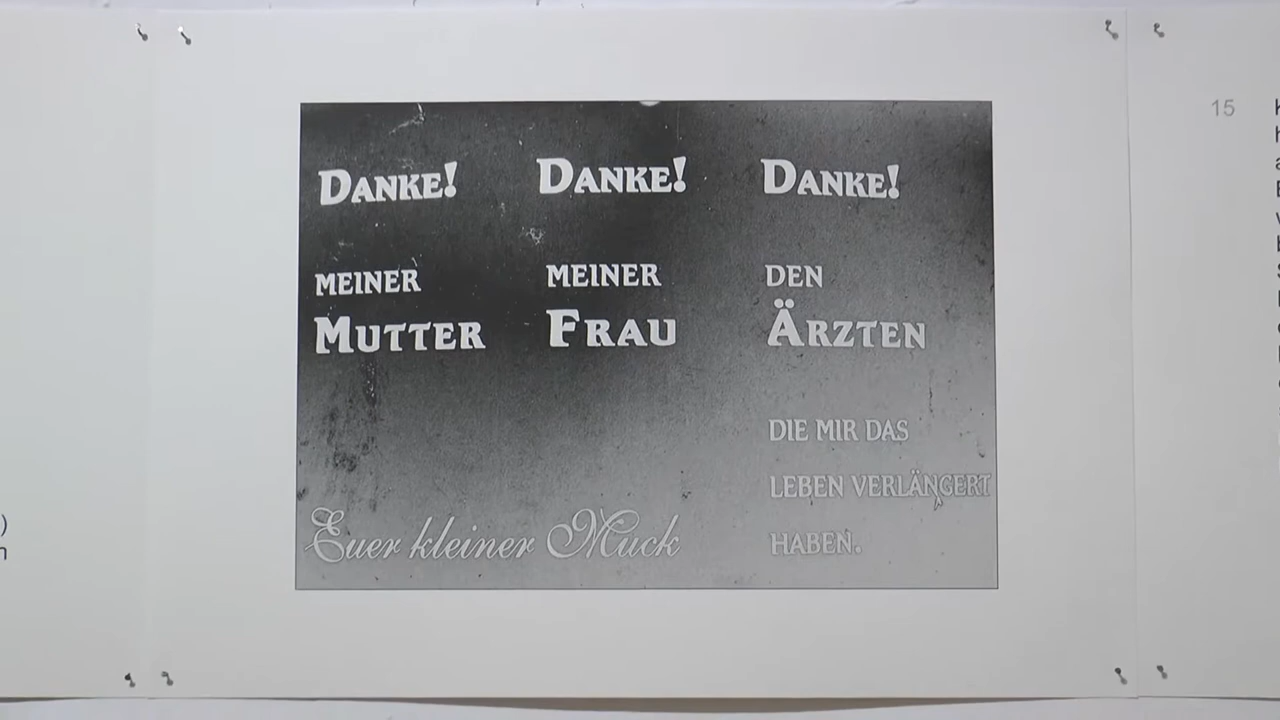 DANKE!
MEINER
MUTTER
DANKE!
MEINER
FRAU
DANKE!
DEN
ÄRZTEN
DIE MIR DAS
LEBEN VERLÄNGERT
HABEN.
Euer kleiner Muck
15